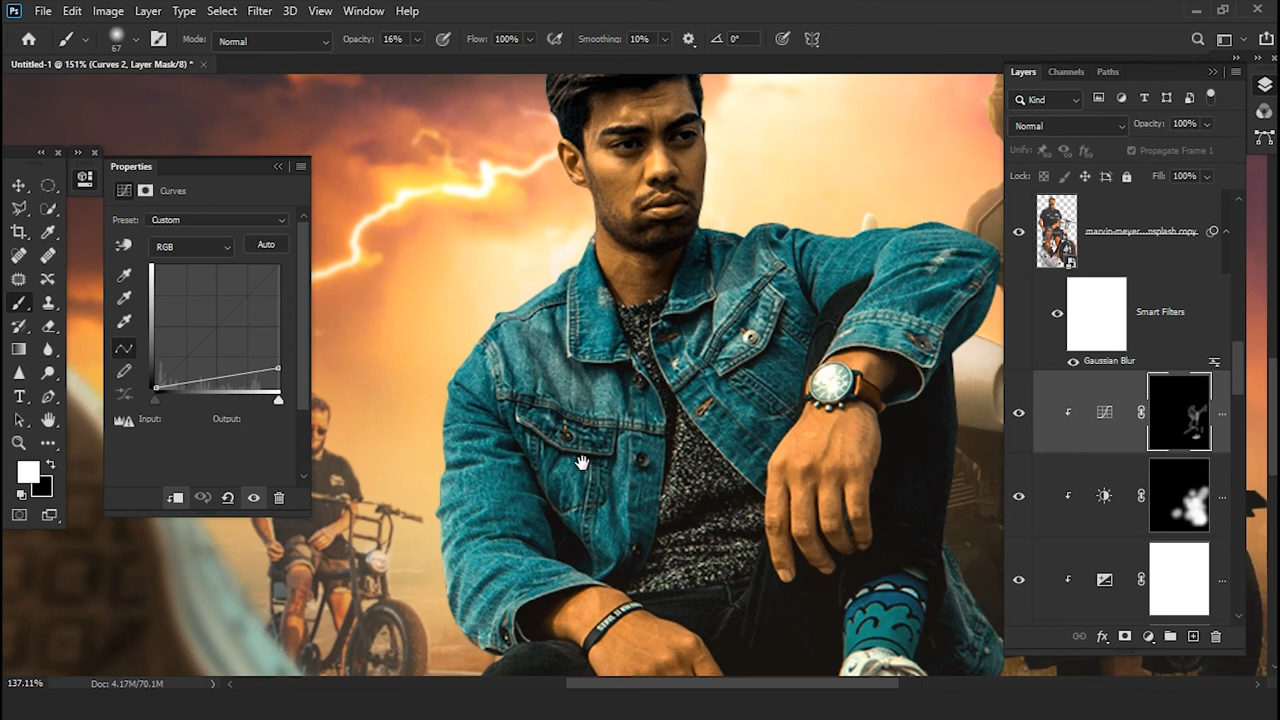 Ps File Edit Image Layer Type Select Filter 3D View Window Help
67 Mode: Normal Opacity: 16% Flow: 100% Smoothing: 10% 0°
Untitled-1 @ 151% (Curves 2, Layer Mask/8) *
Layers Channels Paths
Kind
Normal Opacity: 100%
Unify: Propagate Frame 1
Lock: Fill: 100%
marvin-meyer...nsplash copy
Smart Filters
Gaussian Blur
Properties
Curves
Preset: Custom
RGB Auto
Input: Output:
137.11% Doc: 4.17M/70.1M